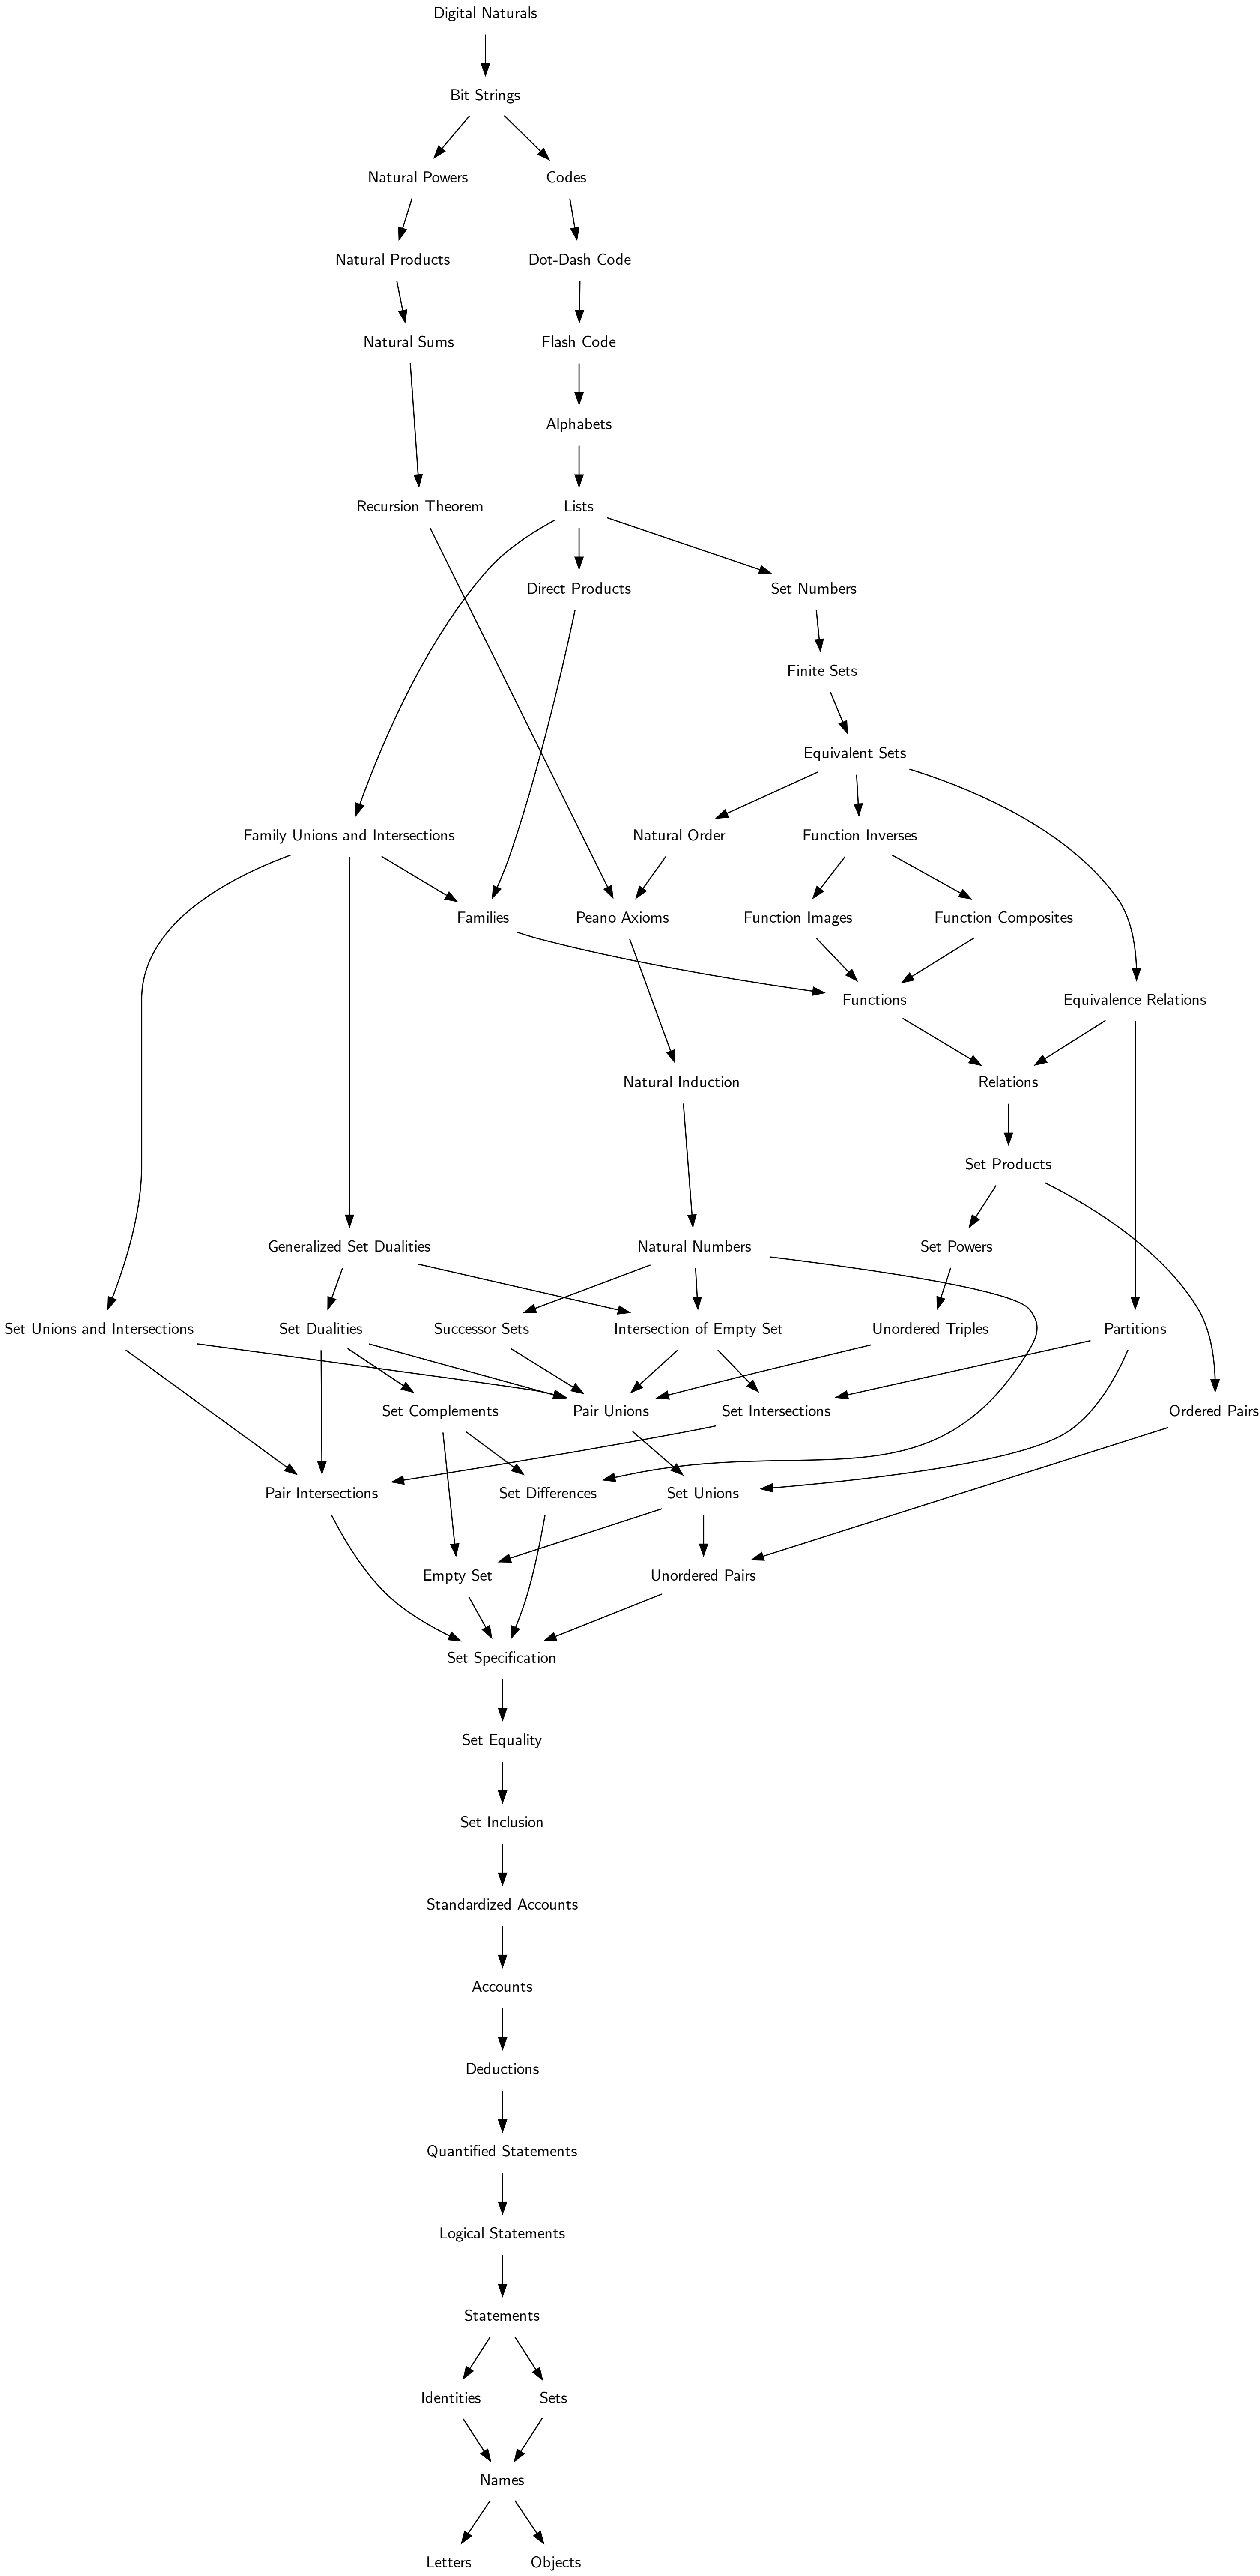 Digital Naturals
Bit Strings
Natural Powers
Codes
Natural Products
Dot-Dash Code
Natural Sums
Flash Code
Alphabets
Recursion Theorem
Lists
Direct Products
Set Numbers
Finite Sets
Equivalent Sets
Family Unions and Intersections
Natural Order
Function Inverses
Families
Peano Axioms
Function Images
Function Composites
Functions
Equivalence Relations
Natural Induction
Relations
Set Products
Generalized Set Dualities
Natural Numbers
Set Powers
Set Unions and Intersections
Set Dualities
Successor Sets
Intersection of Empty Set
Unordered Triples
Partitions
Set Complements
Pair Unions
Set Intersections
Ordered Pairs
Pair Intersections
Set Differences
Set Unions
Empty Set
Unordered Pairs
Set Specification
Set Equality
Set Inclusion
Standardized Accounts
Accounts
Deductions
Quantified Statements
Logical Statements
Statements
Identities
Sets
Names
Letters
Objects